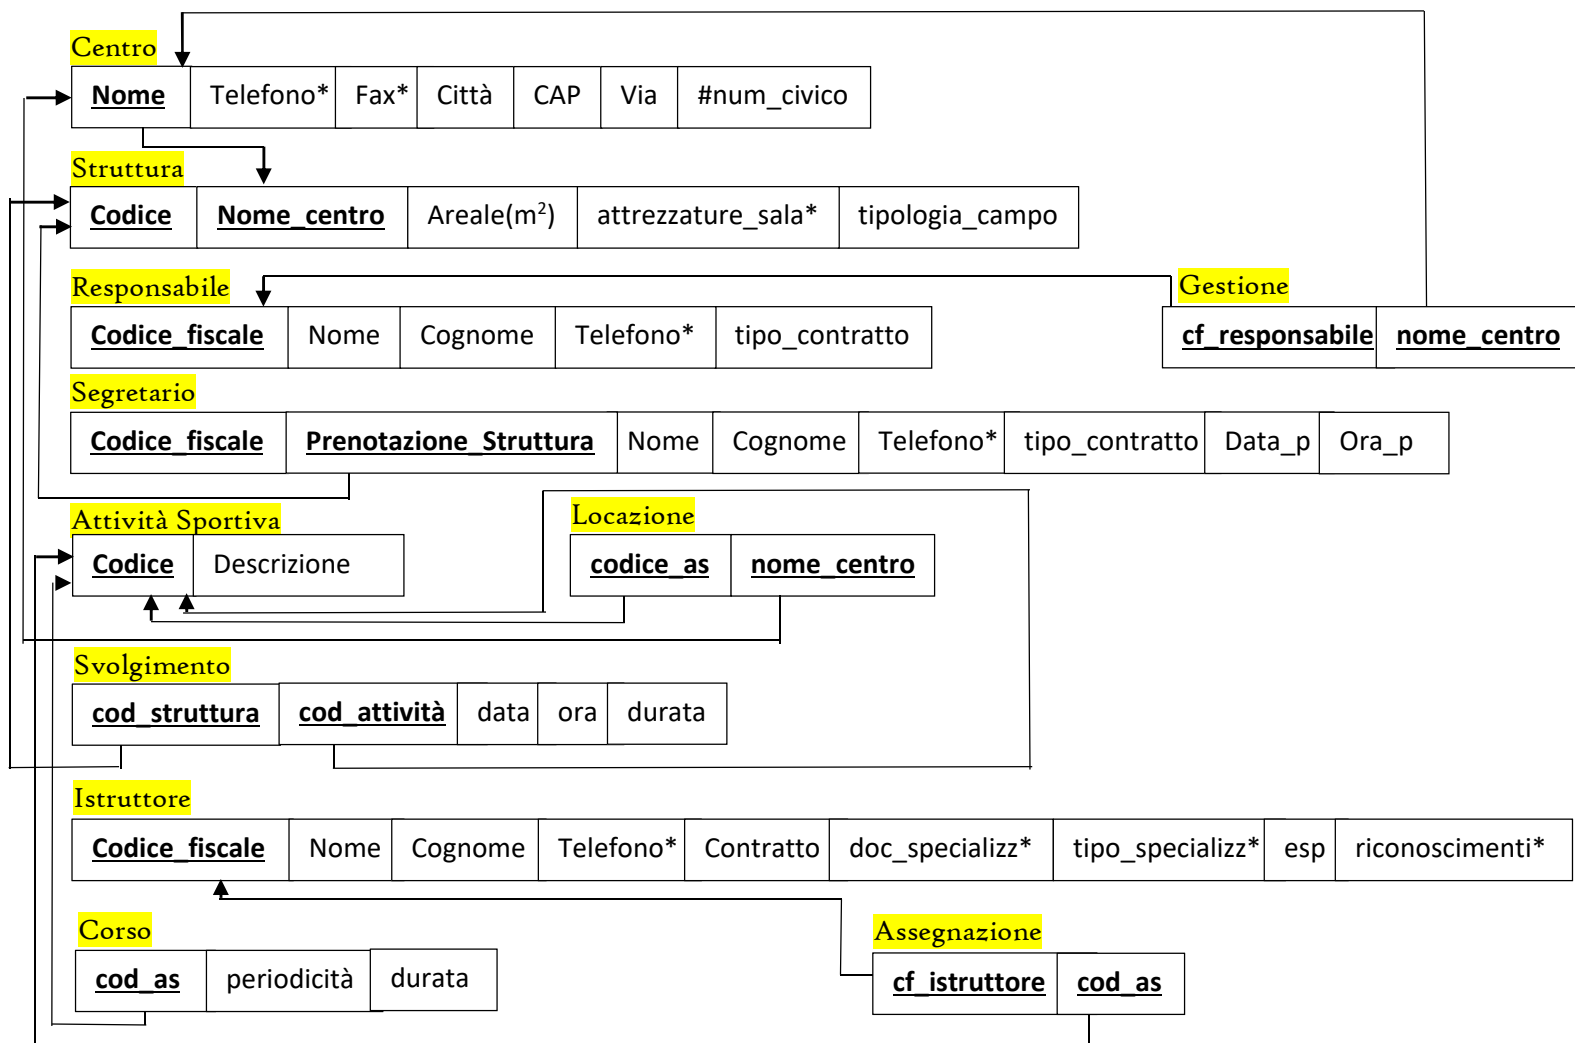 Centro
Nome Telefono* Fax* Città CAP Via #num_civico
Struttura
Codice Nome_centro Areale(m²) attrezzature_sala* tipologia_campo
Responsabile
Gestione
Codice_fiscale Nome Cognome Telefono* tipo_contratto
cf_responsabile nome_centro
Segretario
Codice_fiscale Prenotazione_Struttura Nome Cognome Telefono* tipo_contratto Data_p Ora_p
Attività Sportiva
Locazione
Codice Descrizione
codice_as nome_centro
Svolgimento
cod_struttura cod_attività data ora durata
Istruttore
Codice_fiscale Nome Cognome Telefono* Contratto doc_specializz* tipo_specializz* esp riconoscimenti*
Corso
Assegnazione
cod_as periodicità durata
cf_istruttore cod_as